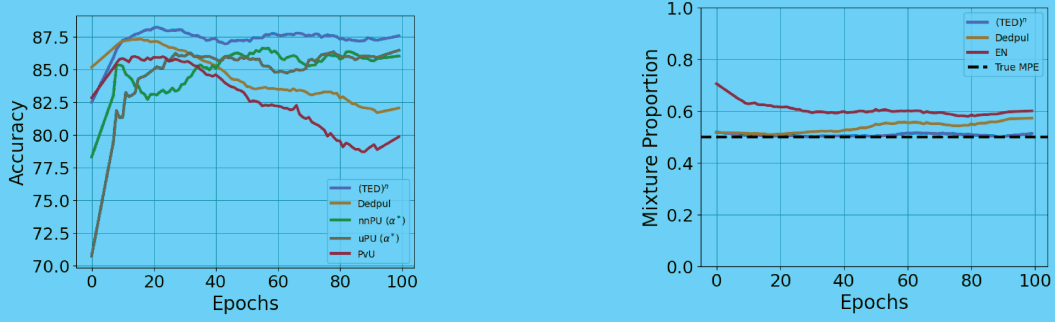 87.5
85.0
82.5
80.0
77.5
75.0
72.5
70.0
Accuracy
0 20 40 60 80 100
Epochs
(TED)ⁿ
Dedpul
nnPU (α*)
uPU (α*)
PvU
1.0
0.8
0.6
0.4
0.2
0.0
Mixture Proportion
0 20 40 60 80 100
Epochs
(TED)ⁿ
Dedpul
EN
True MPE